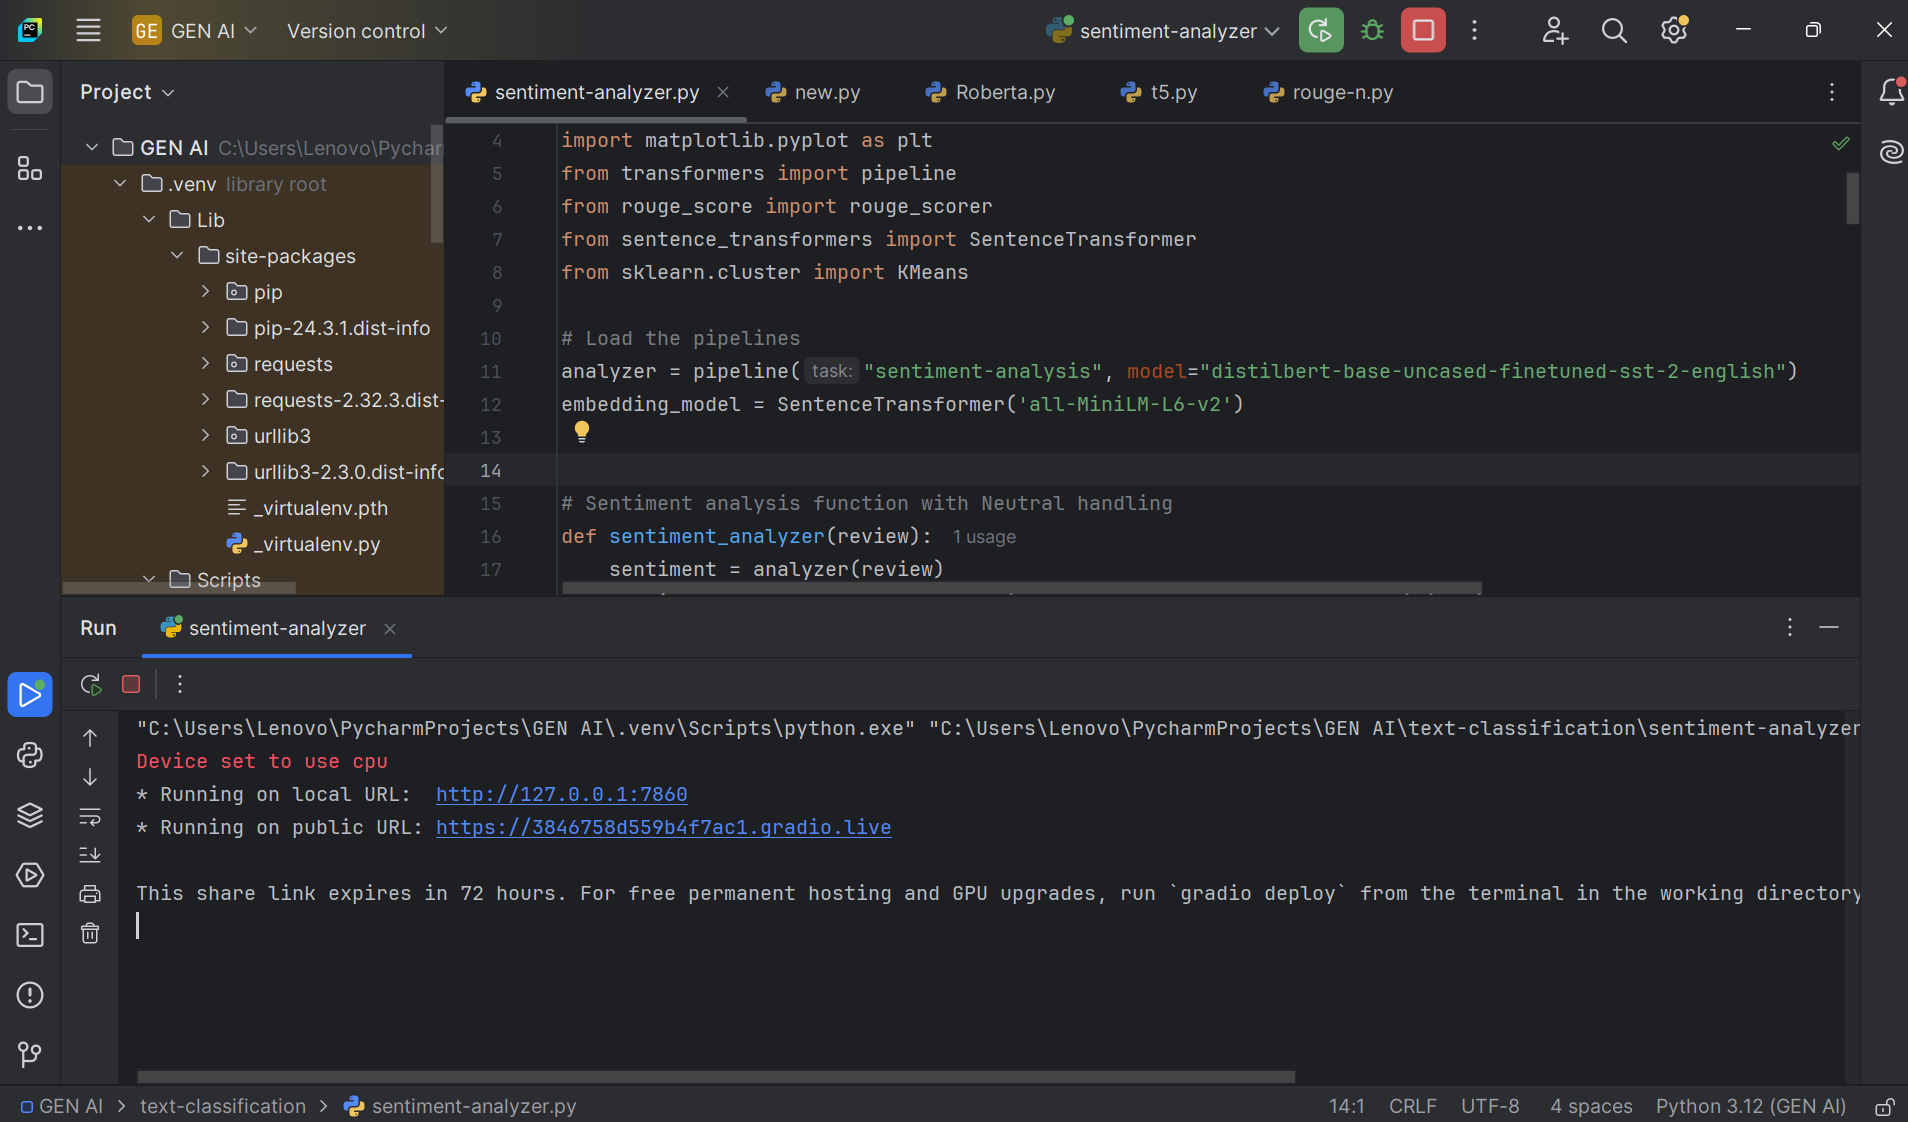 PC GE GEN AI Version control sentiment-analyzer
Project
sentiment-analyzer.py new.py Roberta.py t5.py rouge-n.py
GEN AI C:\Users\Lenovo\Pychar
.venv library root
Lib
site-packages
pip
pip-24.3.1.dist-info
requests
requests-2.32.3.dist-
urllib3
urllib3-2.3.0.dist-info
_virtualenv.pth
_virtualenv.py
Scripts
4 import matplotlib.pyplot as plt
5 from transformers import pipeline
6 from rouge_score import rouge_scorer
7 from sentence_transformers import SentenceTransformer
8 from sklearn.cluster import KMeans
9
10 # Load the pipelines
11 analyzer = pipeline( task: "sentiment-analysis", model="distilbert-base-uncased-finetuned-sst-2-english")
12 embedding_model = SentenceTransformer('all-MiniLM-L6-v2')
13
14
15 # Sentiment analysis function with Neutral handling
16 def sentiment_analyzer(review): 1 usage
17 sentiment = analyzer(review)
Run sentiment-analyzer
"C:\Users\Lenovo\PycharmProjects\GEN AI\.venv\Scripts\python.exe" "C:\Users\Lenovo\PycharmProjects\GEN AI\text-classification\sentiment-analyzer
Device set to use cpu
* Running on local URL: http://127.0.0.1:7860
* Running on public URL: https://3846758d559b4f7ac1.gradio.live
This share link expires in 72 hours. For free permanent hosting and GPU upgrades, run `gradio deploy` from the terminal in the working directory
GEN AI > text-classification > sentiment-analyzer.py 14:1 CRLF UTF-8 4 spaces Python 3.12 (GEN AI)